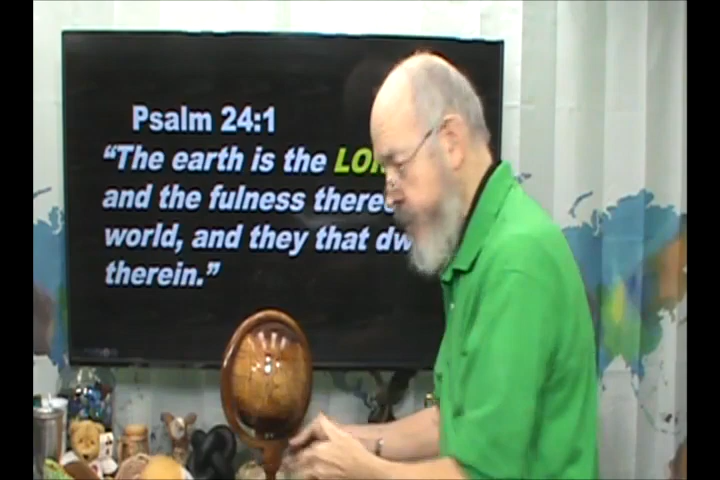 Psalm 24:1
“The earth is the
and the fulness
world, and they that
therein.”